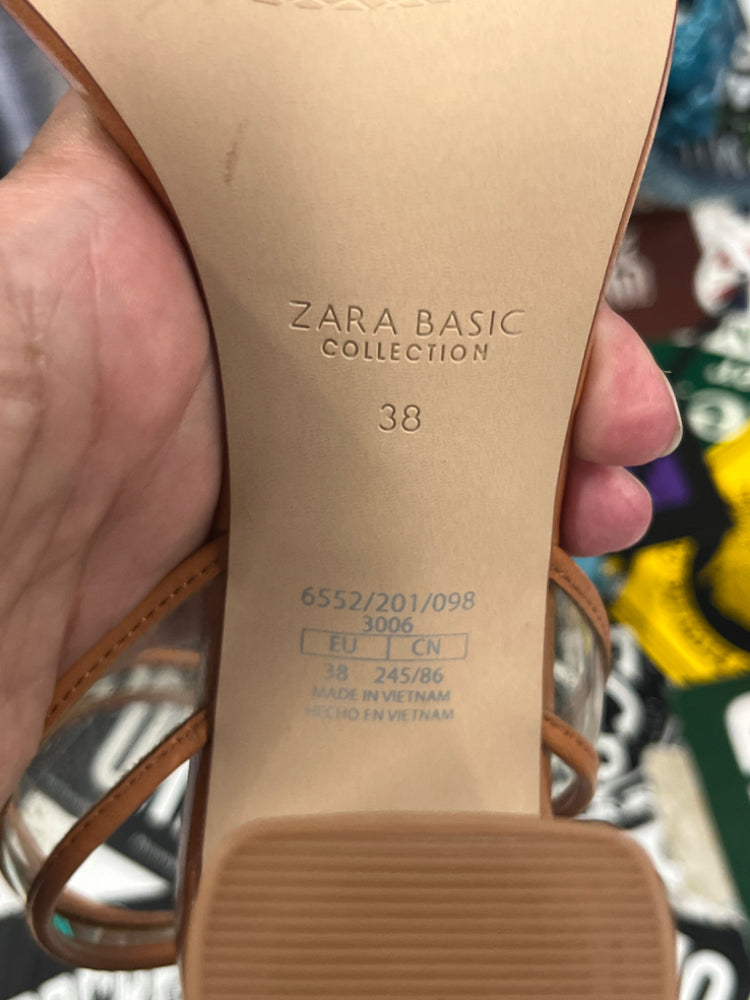 ZARA BASIC
COLLECTION
38
6552/201/098
3006
EU CN
38 245/86
MADE IN VIETNAM
HECHO EN VIETNAM